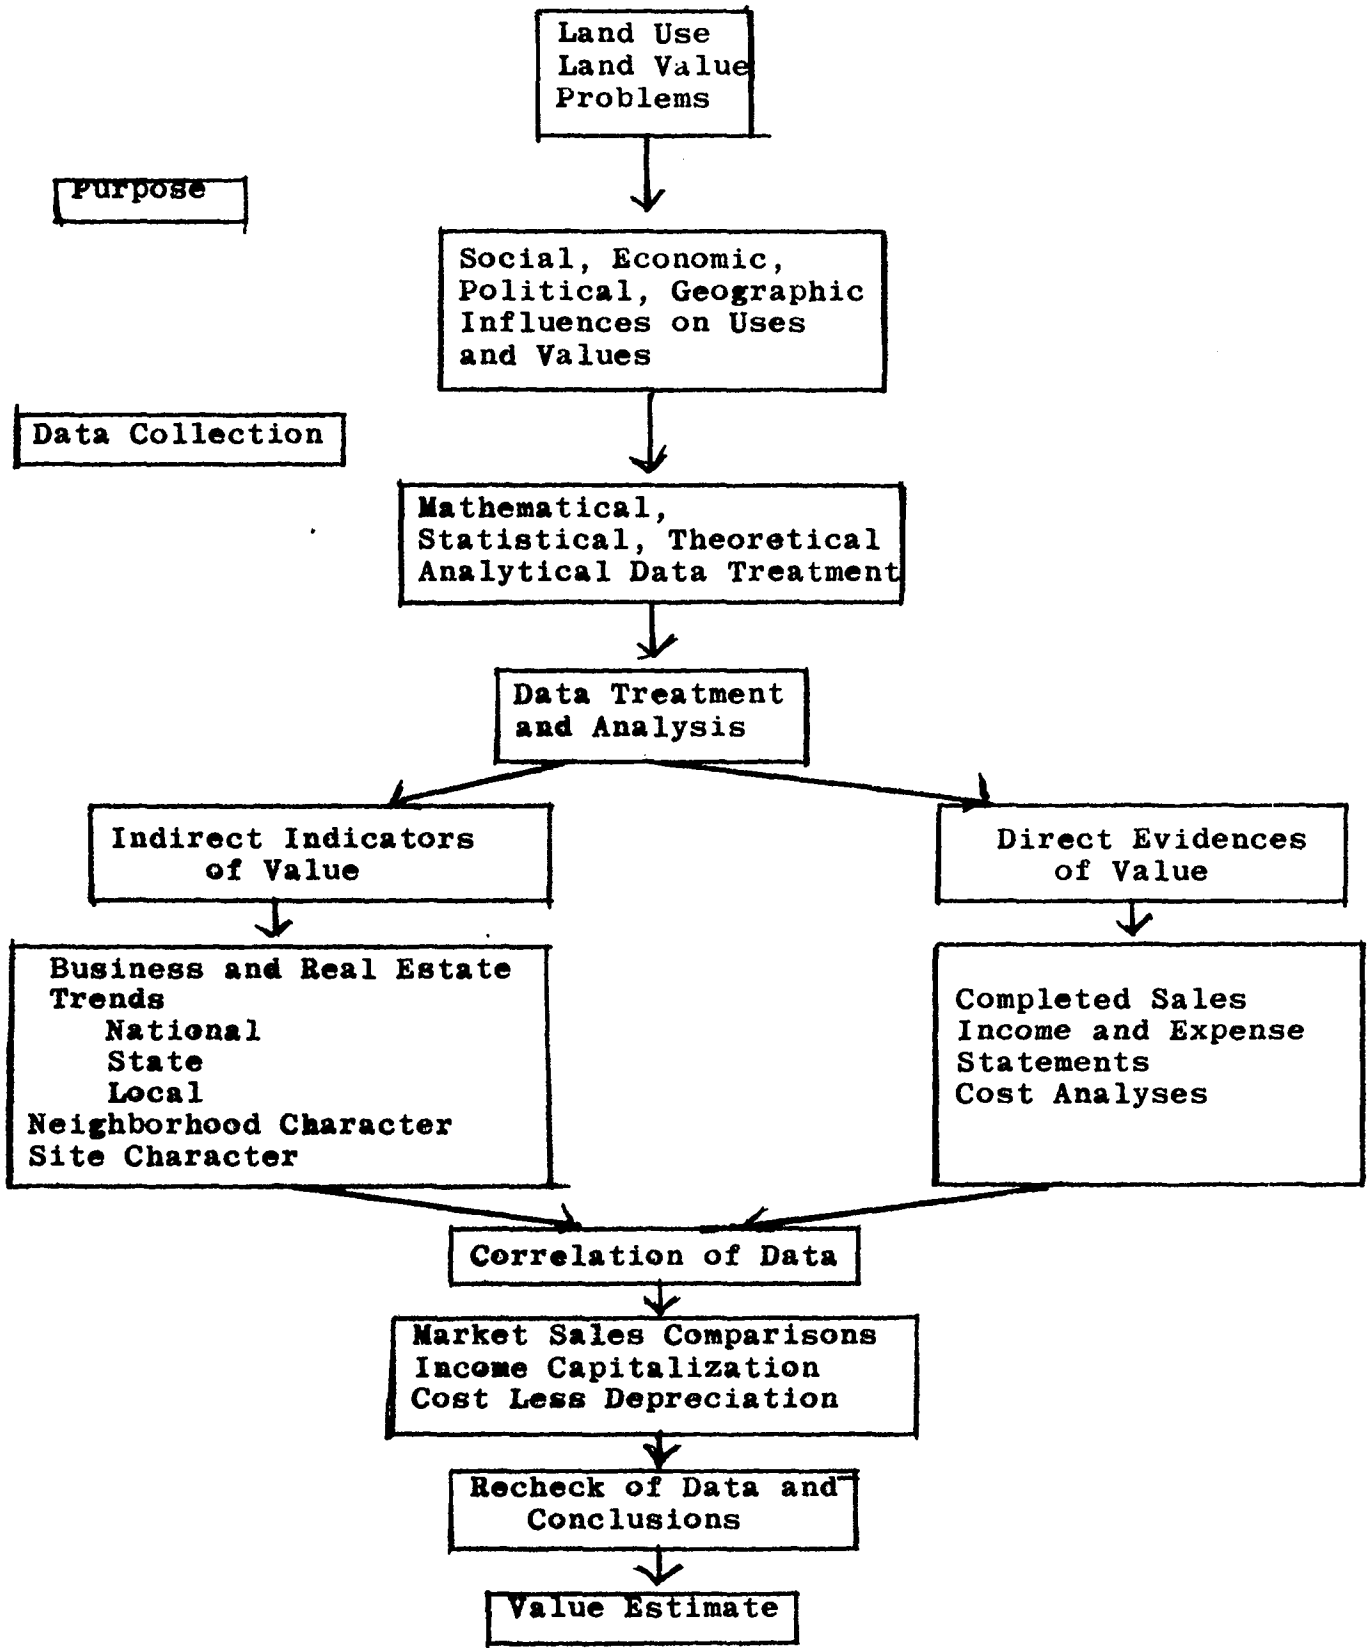 Land Use
Land Value
Problems
Purpose
Social, Economic,
Political, Geographic
Influences on Uses
and Values
Data Collection
Mathematical,
Statistical, Theoretical
Analytical Data Treatment
Data Treatment
and Analysis
Indirect Indicators
of Value
Direct Evidences
of Value
Business and Real Estate
Trends
National
State
Local
Neighborhood Character
Site Character
Completed Sales
Income and Expense
Statements
Cost Analyses
Correlation of Data
Market Sales Comparisons
Income Capitalization
Cost Less Depreciation
Recheck of Data and
Conclusions
Value Estimate